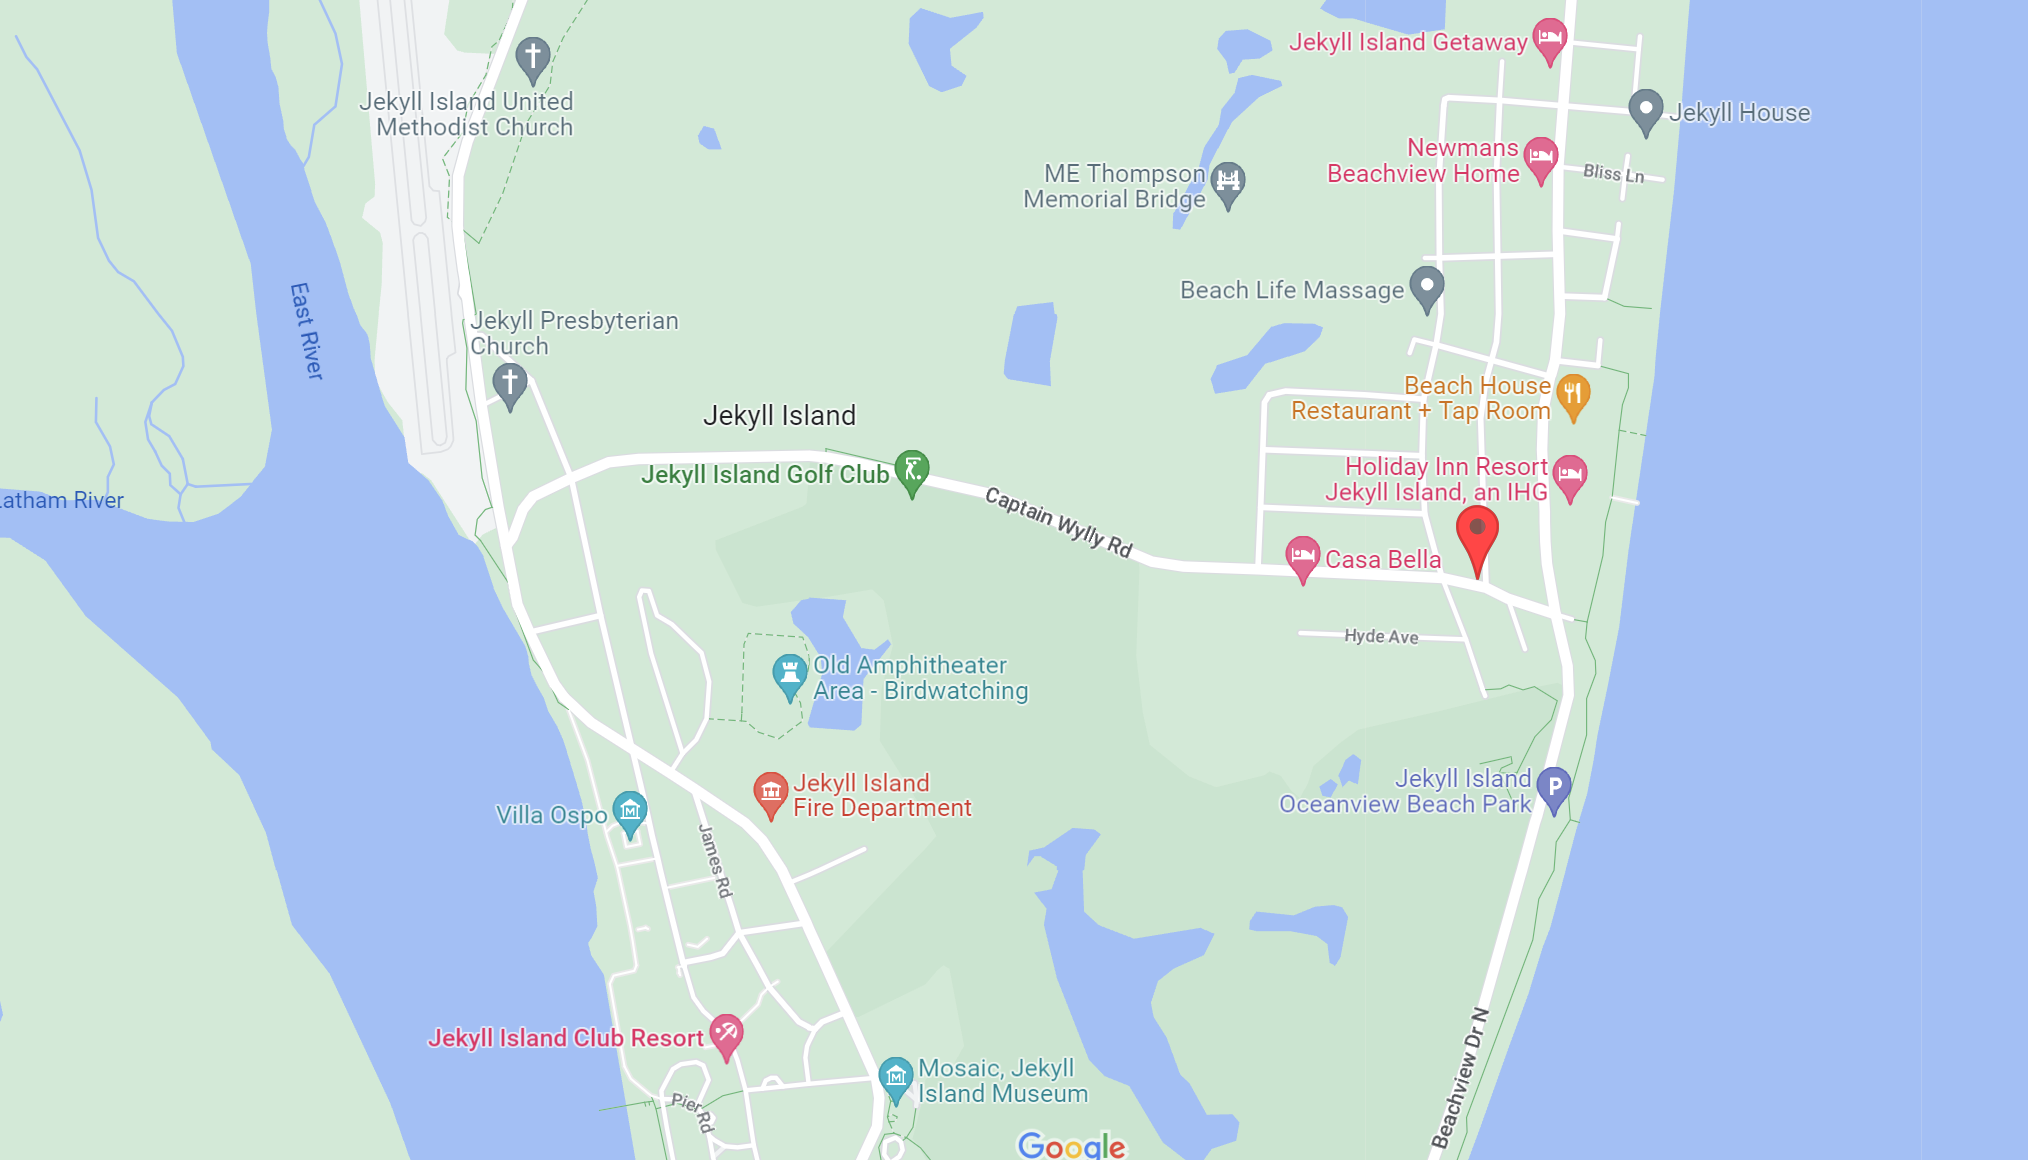 Jekyll Island Getaway
Jekyll Island United
Methodist Church
Jekyll House
Newmans
Beachview Home
Bliss Ln
ME Thompson
Memorial Bridge
Beach Life Massage
East River
Jekyll Presbyterian
Church
Beach House
Restaurant + Tap Room
Jekyll Island
Jekyll Island Golf Club
Holiday Inn Resort
Jekyll Island, an IHG
Latham River
Captain Wylly Rd
Casa Bella
Hyde Ave
Old Amphitheater
Area - Birdwatching
Jekyll Island
Oceanview Beach Park
P
Jekyll Island
Fire Department
Villa Ospo
M
James Rd
Jekyll Island Club Resort
Mosaic, Jekyll
Island Museum
M
Pier Rd
Beachview Dr N
Google